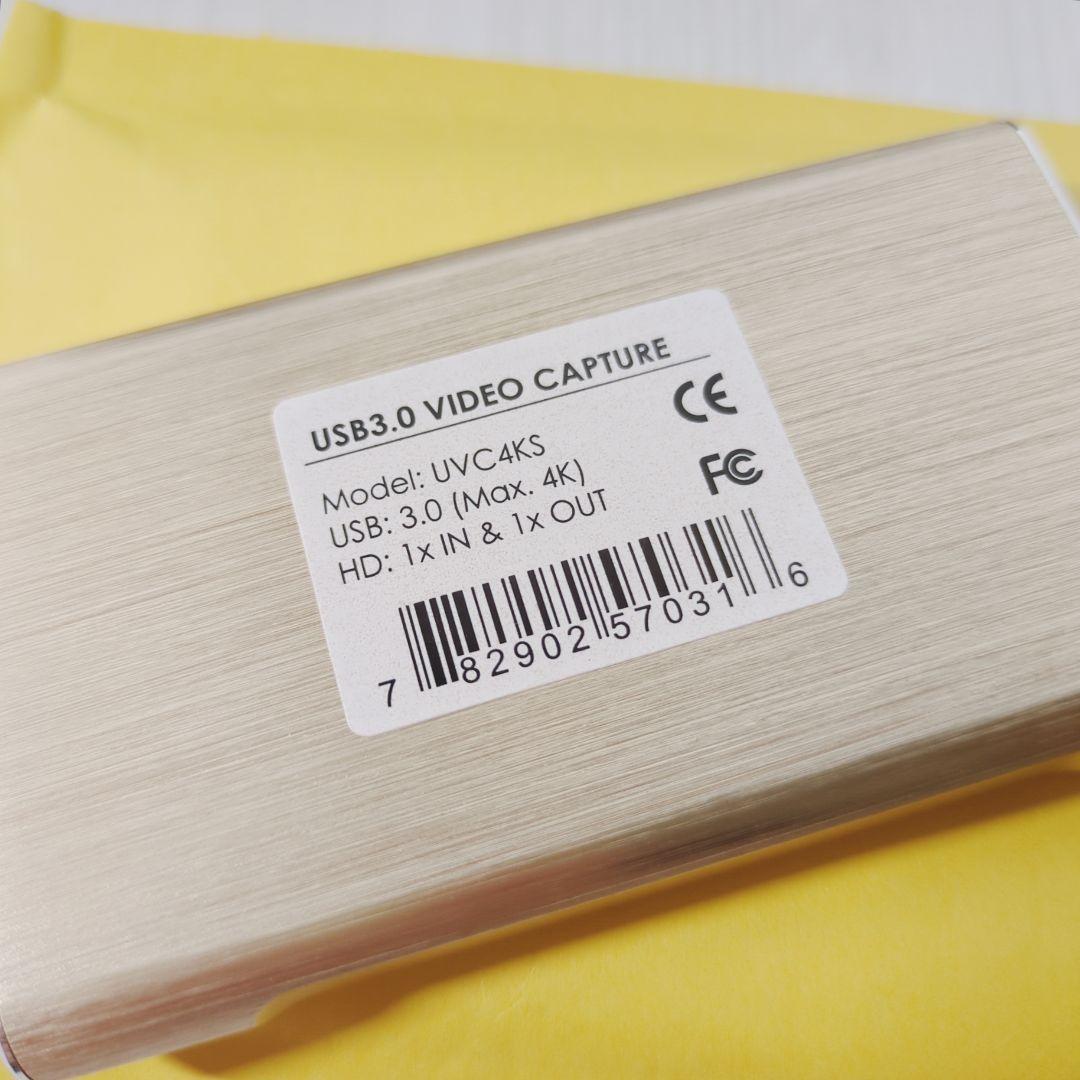 USB3.0 VIDEO CAPTURE
Model: UVC4KS
USB: 3.0 (Max. 4K)
HD: 1x IN & 1x OUT
CE
FC
7 82902 57031 6